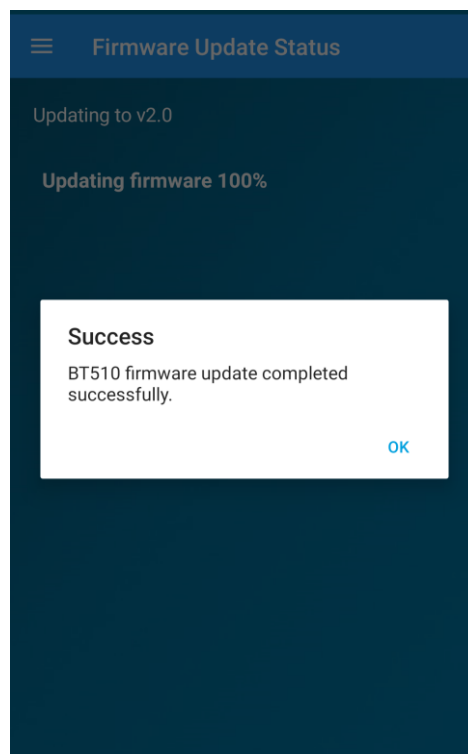 Firmware Update Status
Updating to v2.0
Updating firmware 100%
Success
BT510 firmware update completed
successfully.
OK